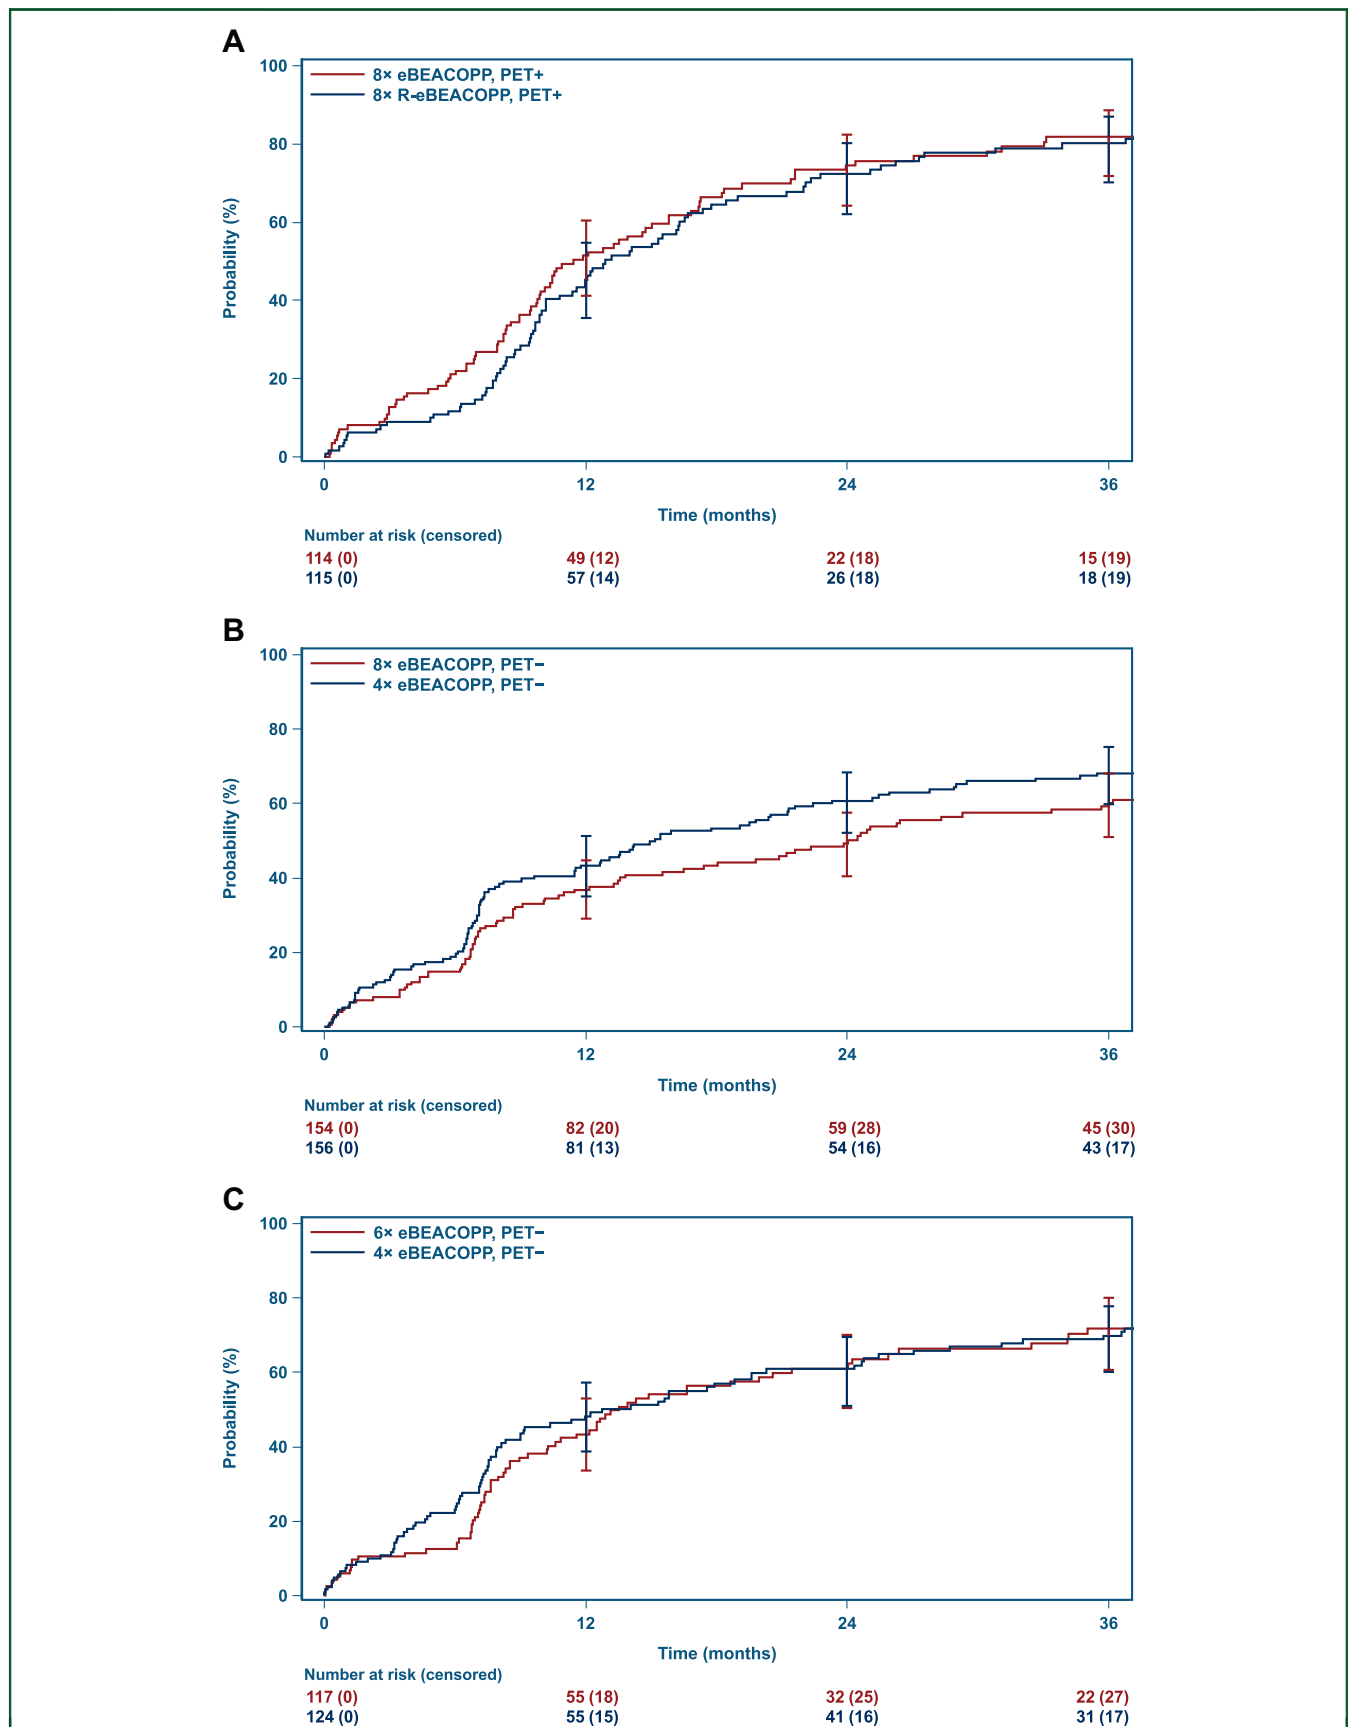 A
100
8× eBEACOPP, PET+
8× R-eBEACOPP, PET+
80
60
40
20
0
Probability (%)
0 12 24 36
Time (months)
Number at risk (censored)
114 (0) 49 (12) 22 (18) 15 (19)
115 (0) 57 (14) 26 (18) 18 (19)
B
100
8× eBEACOPP, PET−
4× eBEACOPP, PET−
80
60
40
20
0
Probability (%)
0 12 24 36
Time (months)
Number at risk (censored)
154 (0) 82 (20) 59 (28) 45 (30)
156 (0) 81 (13) 54 (16) 43 (17)
C
100
6× eBEACOPP, PET−
4× eBEACOPP, PET−
80
60
40
20
0
Probability (%)
0 12 24 36
Time (months)
Number at risk (censored)
117 (0) 55 (18) 32 (25) 22 (27)
124 (0) 55 (15) 41 (16) 31 (17)